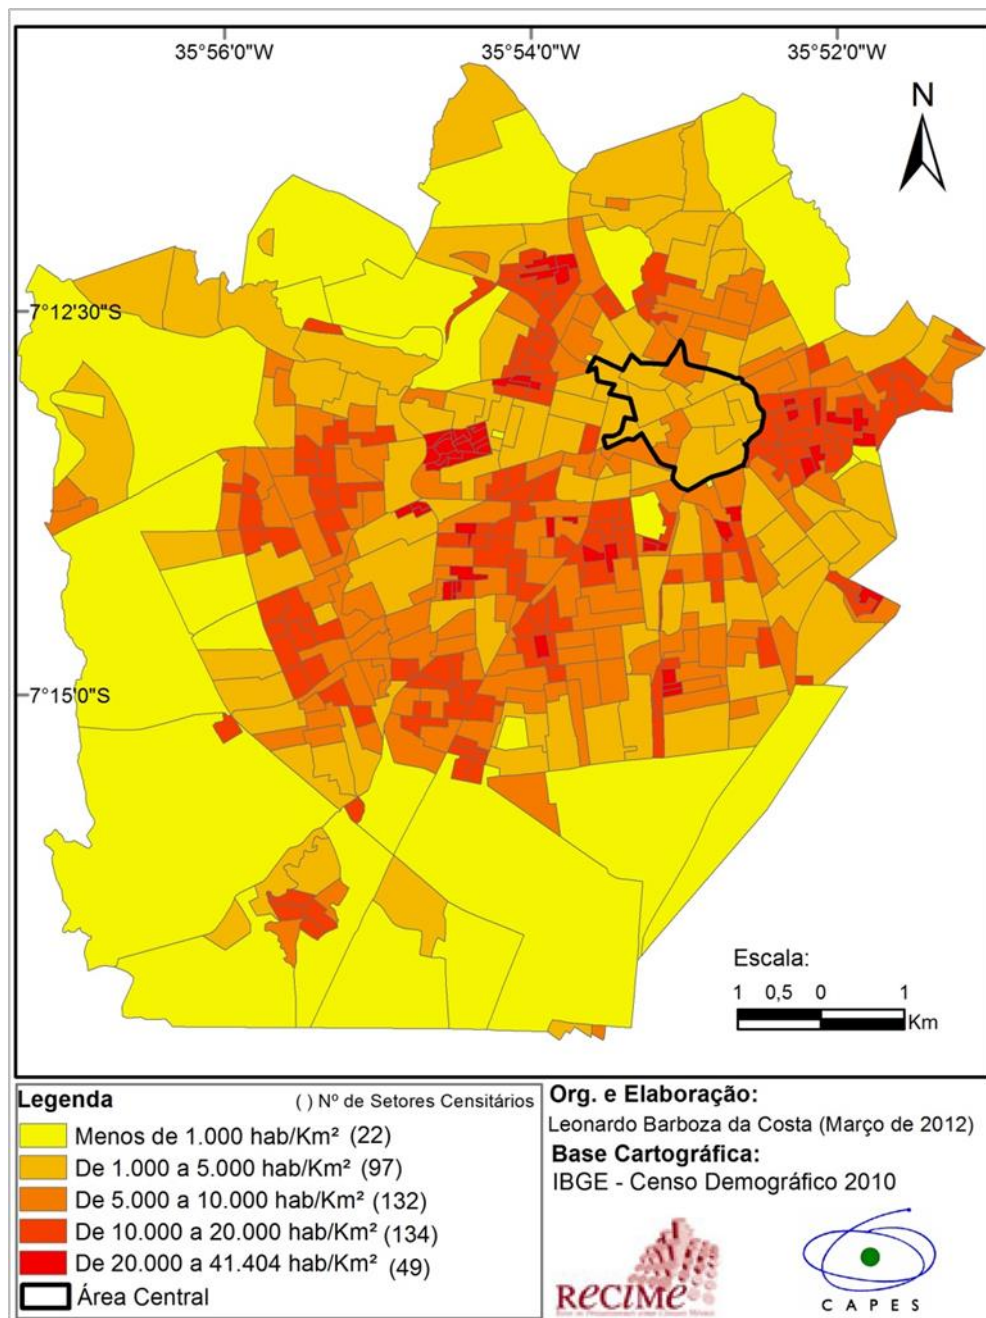 35°56'0"W
35°54'0"W
35°52'0"W
N
7°12'30"S
7°15'0"S
Escala:
1 0,5 0 1
Km
Legenda
( ) Nº de Setores Censitários
Menos de 1.000 hab/Km² (22)
De 1.000 a 5.000 hab/Km² (97)
De 5.000 a 10.000 hab/Km² (132)
De 10.000 a 20.000 hab/Km² (134)
De 20.000 a 41.404 hab/Km² (49)
Área Central
Org. e Elaboração:
Leonardo Barboza da Costa (Março de 2012)
Base Cartográfica:
IBGE - Censo Demográfico 2010
ReCiMe
CAPES